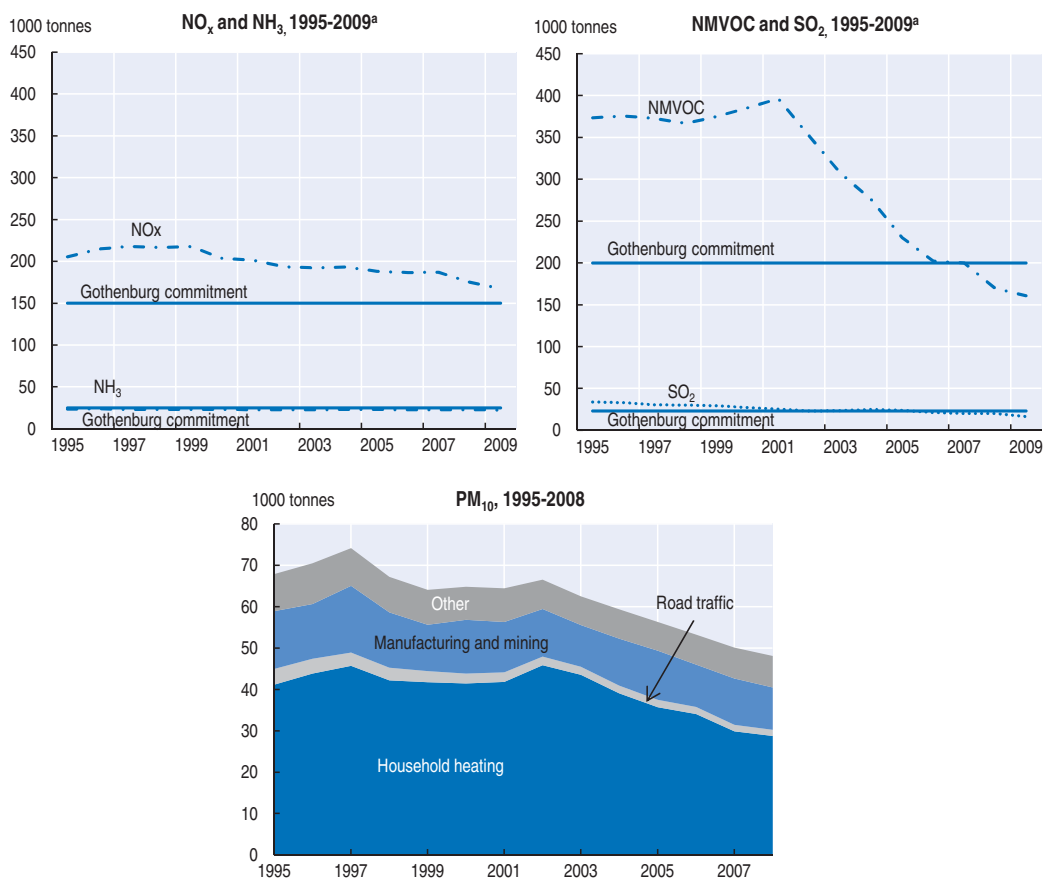 NOₓ and NH₃, 1995-2009ᵃ
1000 tonnes
450
400
350
300
250
200
150
100
50
0
NOx
Gothenburg commitment
NH₃
Gothenburg commitment
1995 1997 1999 2001 2003 2005 2007 2009
NMVOC and SO₂, 1995-2009ᵃ
1000 tonnes
450
400
350
300
250
200
150
100
50
0
NMVOC
Gothenburg commitment
SO₂
Gothenburg commitment
1995 1997 1999 2001 2003 2005 2007 2009
PM₁₀, 1995-2008
1000 tonnes
80
70
60
50
40
30
20
10
0
Road traffic
Other
Manufacturing and mining
Household heating
1995 1997 1999 2001 2003 2005 2007